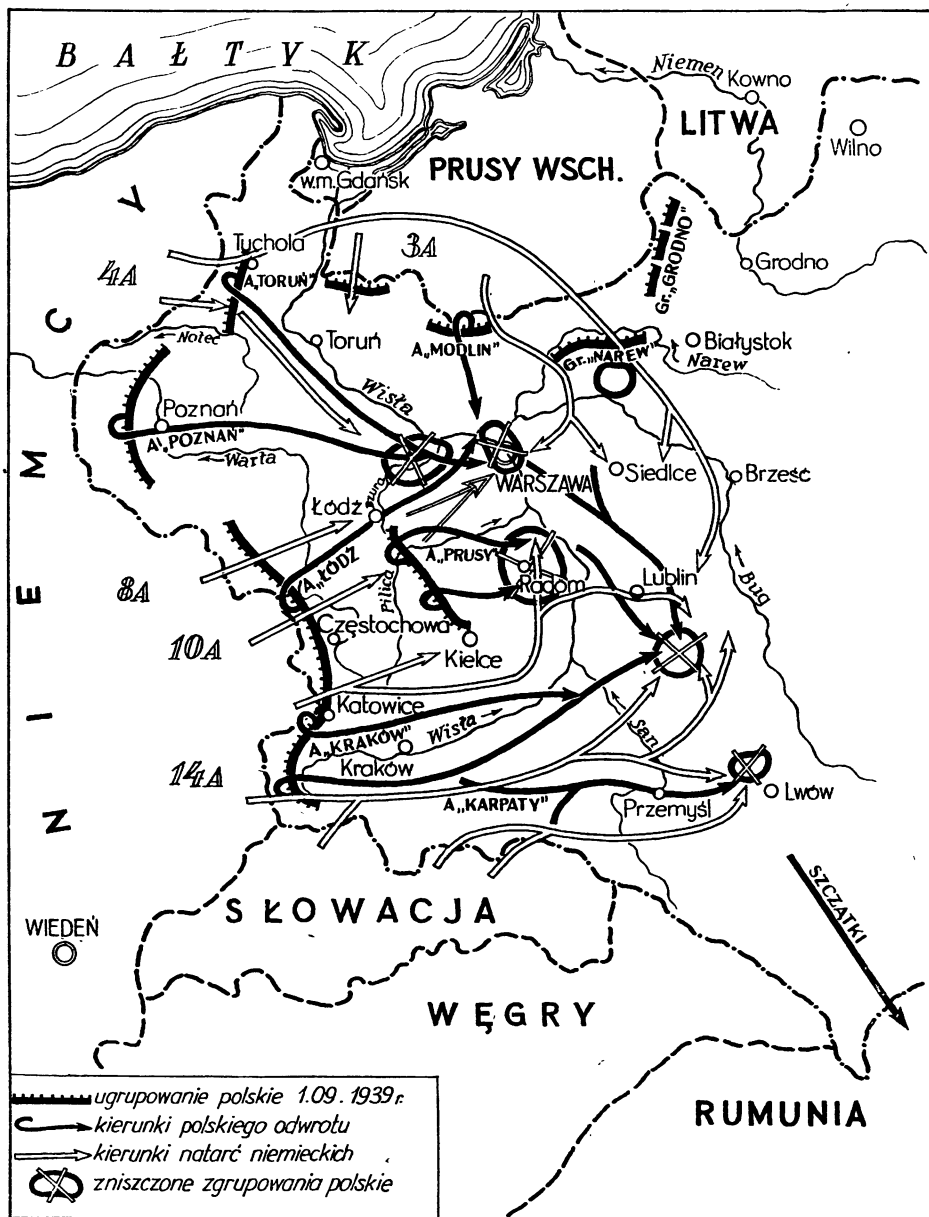 BAŁTYK
Niemen
Kowno
LITWA
Wilno
w.m. Gdańsk
PRUSY WSCH.
NIEMCY
Tuchola
3A
4A
A „TORUŃ”
Gr. „GRODNO”
Grodno
Noteć
Toruń
A „MODLIN”
Gr. „NAREW”
Białystok
Narew
Wisła
Poznań
A „POZNAŃ”
Warta
WARSZAWA
Siedlce
Brześć
Łódź
Bzura
8A
A „ŁÓDŹ”
A „PRUSY”
Pilica
Radom
Lublin
Bug
10A
Częstochowa
Kielce
Katowice
A „KRAKÓW”
Wisła
San
14A
Kraków
A „KARPATY”
Przemyśl
Lwów
SŁOWACJA
SZCZĄTKI
WIEDEŃ
WĘGRY
RUMUNIA
ugrupowanie polskie 1.09.1939 r.
kierunki polskiego odwrotu
kierunki natarć niemieckich
zniszczone zgrupowania polskie